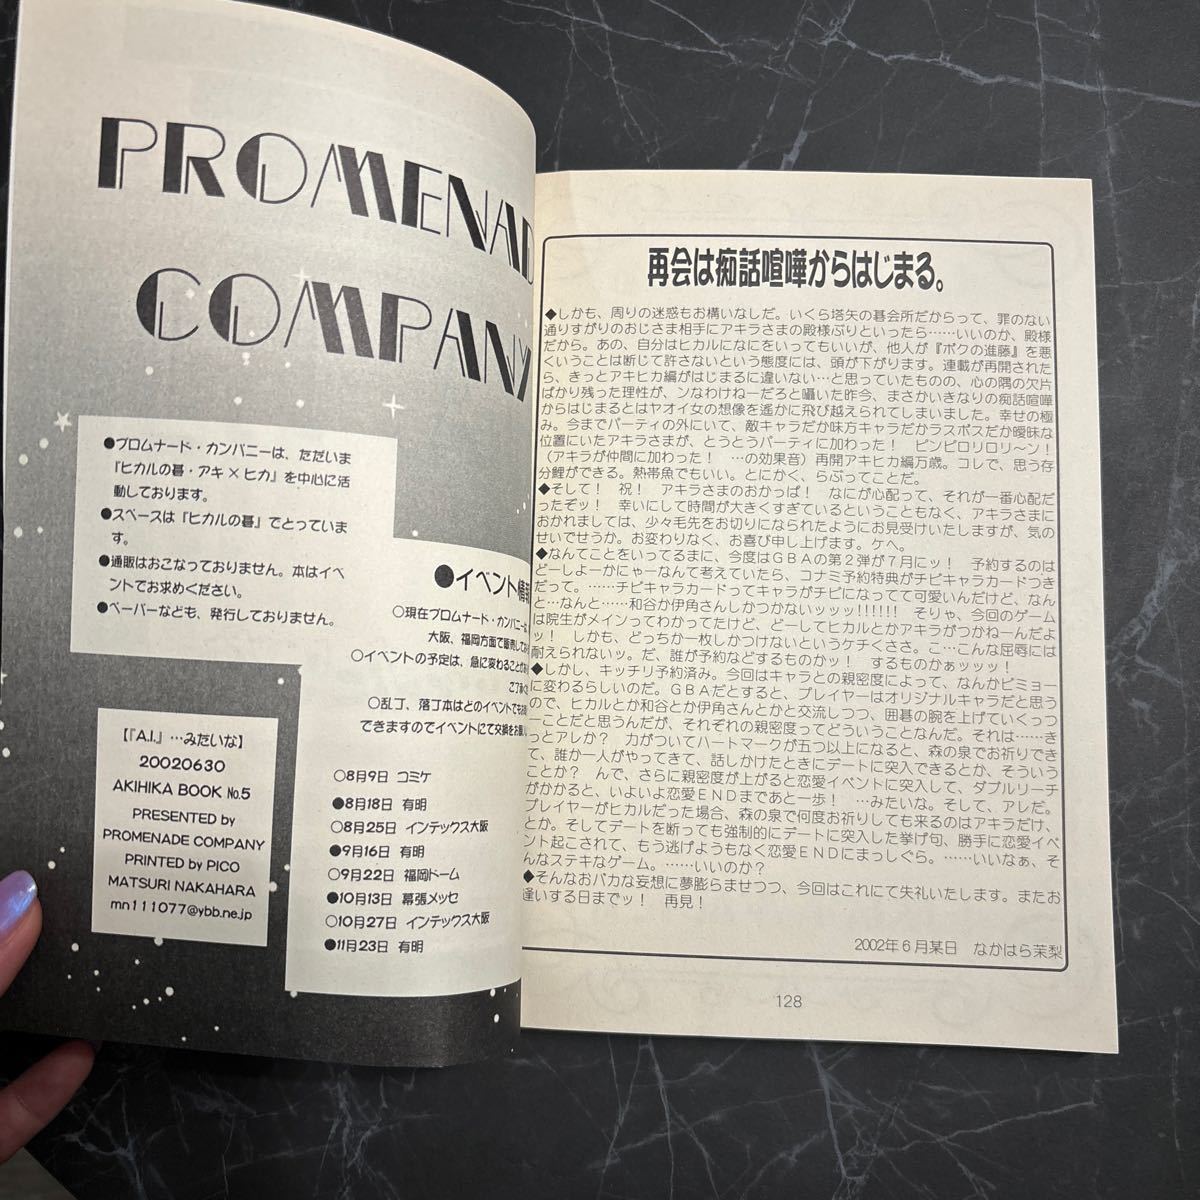 PROMENAD
COMPANY
●プロムナード・カンパニーは、ただいま
『ヒカルの碁・アキ×ヒカ』を中心に活
動しております。
●スペースは『ヒカルの碁』でとっていま
す。
●通販はおこなっておりません。本はイベ
ントでお求めください。
●ペーパーなども、発行しておりません。
●イベント情報
○現在プロムナード・カンパニーは
大阪、福岡方面で販売してお
○イベントの予定は、急に変わることが
ご了承く
○乱丁、落丁本はどのイベントでもお
できますのでイベントにて交換をお願い
○8月9日 コミケ
●8月18日 有明
○8月25日 インテックス大阪
●9月16日 有明
○9月22日 福岡ドーム
●10月13日 幕張メッセ
○10月27日 インテックス大阪
●11月23日 有明
【『A.I.』…みたいな】
20020630
AKIHIKA BOOK No.5
PRESENTED by
PROMENADE COMPANY
PRINTED by PICO
MATSURI NAKAHARA
mn111077@ybb.ne.jp
再会は痴話喧嘩からはじまる。
◆しかも、周りの迷惑もお構いなしだ。いくら塔矢の碁会所だからって、罪のない
通りすがりのおじさま相手にアキラさまの殿様ぶりといったら……いいのか、殿様
だから。あの、自分はヒカルになにをいってもいいが、他人が『ボクの進藤』を悪
くいうことは断じて許さないという態度には、頭が下がります。連載が再開された
ら、きっとアキヒカ編がはじまるに違いない…と思っていたものの、心の隅の欠片
ばかり残った理性が、ンなわけねーだろと囁いた昨今、まさかいきなりの痴話喧嘩
からはじまるとはヤオイ女の想像を遙かに飛び越えられてしまいました。幸せの極
み。今までパーティの外にいて、敵キャラだか味方キャラだかラスボスだか曖昧な
位置にいたアキラさまが、とうとうパーティに加わった！　ピンピロリロリ〜ン！
（アキラが仲間に加わった！　…の効果音）再開アキヒカ編万歳。コレで、思う存
分鯉ができる。熱帯魚でもいい。とにかく、らぶってことだ。
◆そして！　祝！　アキラさまのおかっぱ！　なにが心配って、それが一番心配だ
ったぞッ！　幸いにして時間が大きくすぎているということもなく、アキラさまに
おかれましては、少々毛先をお切りになられたようにお見受けいたしますが、気の
せいでせうか。お変わりなく、お喜び申し上げます。ケへ。
◆なんてことをいってるまに、今度はＧＢＡの第２弾が７月にッ！　予約するのは
どーしよーかにゃーなんて考えていたら、コナミ予約特典がチビキャラカードつき
だって。……チビキャラカードってキャラがチビになってて可愛いんだけど、なん
と…なんと……和谷か伊角さんしかつかないッッッ!!!!!!!　そりゃ、今回のゲーム
は院生がメインってわかってたけど、どーしてヒカルとかアキラがつかねーんだよ
ッ！　しかも、どっちか一枚しかつけないというケチくささ。こ…こんな屈辱には
耐えられないッ。だ、誰が予約などするものかッ！　するものかぁッッッ！
◆しかし、キッチリ予約済み。今回はキャラとの親密度によって、なんかビミョー
に変わるらしいのだ。ＧＢＡだとすると、プレイヤーはオリジナルキャラだと思う
ので、ヒカルとか和谷とか伊角さんとかと交流しつつ、囲碁の腕を上げていくっつ
ーことだと思うんだが、それぞれの親密度ってどういうことなんだ。それは……き
っとアレか？　力がついてハートマークが五つ以上になると、森の泉でお祈りでき
て、誰か一人がやってきて、話しかけたときにデートに突入できるとか、そういう
ことか？　んで、さらに親密度が上がると恋愛イベントに突入して、ダブルリーチ
がかかると、いよいよ恋愛ＥＮＤまであと一歩！　…みたいな。そして、アレだ。
プレイヤーがヒカルだった場合、森の泉で何度お祈りしても来るのはアキラだけ、
とか。そしてデートを断っても強制的にデートに突入した挙げ句、勝手に恋愛イベ
ント起こされて、もう逃げようもなく恋愛ＥＮＤにまっしぐら。……いいなぁ、そ
んなステキなゲーム。……いいのか？
◆そんなおバカな妄想に夢膨らませつつ、今回はこれにて失礼いたします。またお
逢いする日までッ！　再見！
2002年６月某日　なかはら茉梨
128